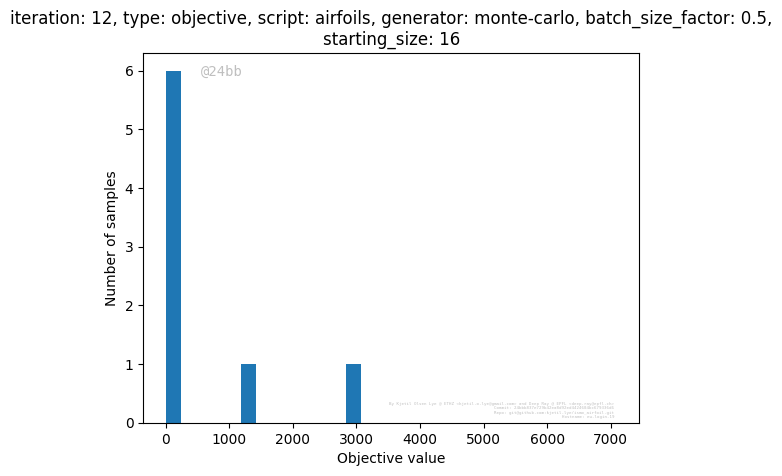 iteration: 12, type: objective, script: airfoils, generator: monte-carlo, batch_size_factor: 0.5,
starting_size: 16
@24bb
6
5
4
3
2
1
0
Number of samples
0 1000 2000 3000 4000 5000 6000 7000
Objective value